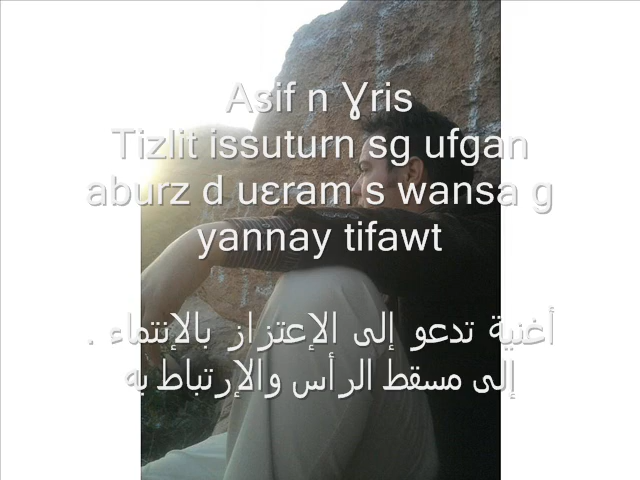 Asif n Ɣris
Tizlit issuturn sg ufgan
aburz d uɛram s wansa g
yannay tifawt
أغنية تدعو إلى الإعتزاز بالإنتماء .
إلى مسقط الرأس والإرتباط به